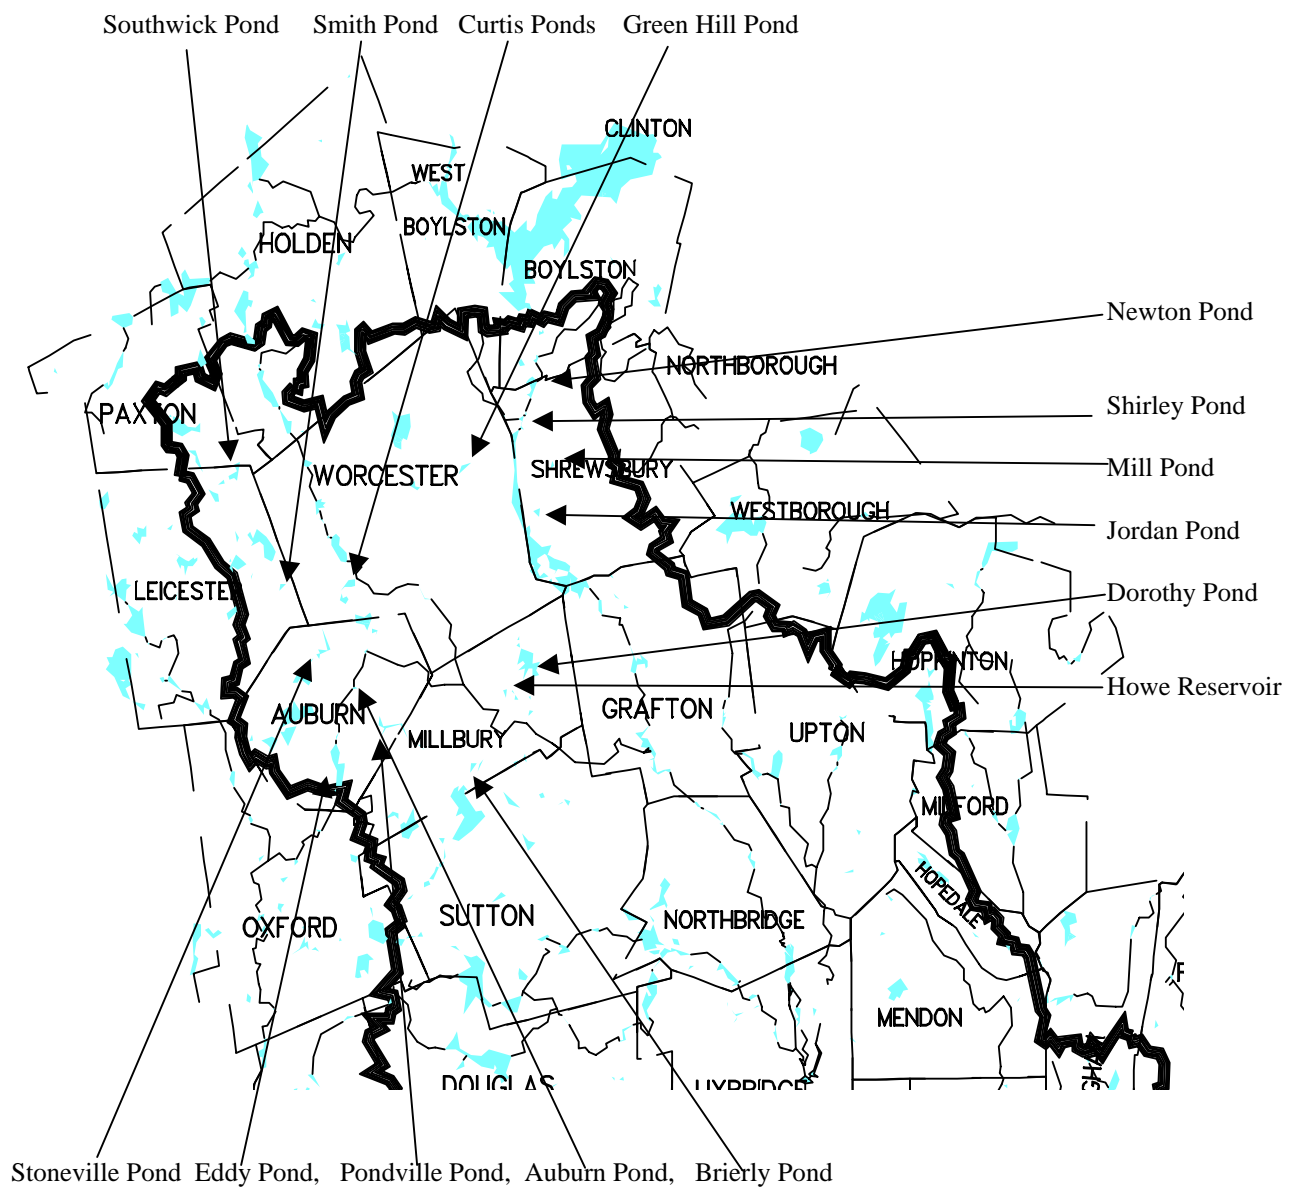 Southwick Pond Smith Pond Curtis Ponds Green Hill Pond
CLINTON
WEST
BOYLSTON
HOLDEN
BOYLSTON
Newton Pond
NORTHBOROUGH
PAXTON
Shirley Pond
WORCESTER
SHREWSBURY
Mill Pond
WESTBOROUGH
Jordan Pond
LEICESTE
Dorothy Pond
HOPKINTON
Howe Reservoir
AUBURN
GRAFTON
MILLBURY
UPTON
MILFORD
HOPEDALE
OXFORD
SUTTON
NORTHBRIDGE
MENDON
DOUGLAS
UXBRIDGE
Stoneville Pond Eddy Pond, Pondville Pond, Auburn Pond, Brierly Pond